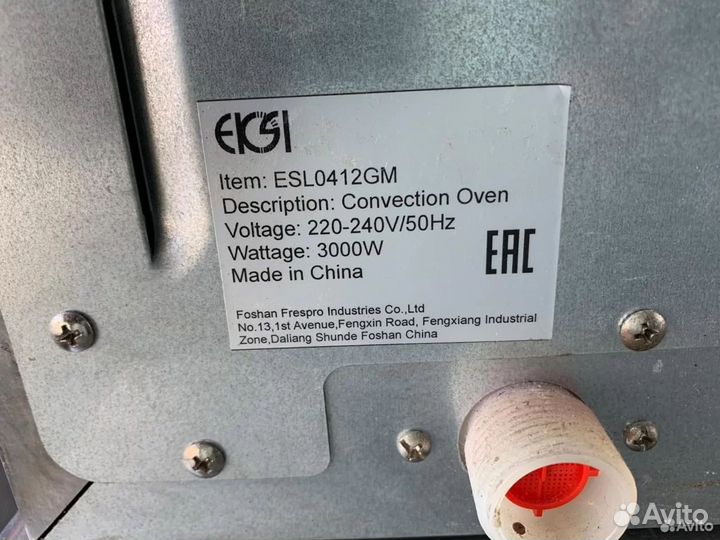 EKSI
Item: ESL0412GM
Description: Convection Oven
Voltage: 220-240V/50Hz
Wattage: 3000W
Made in China
EAC
Foshan Frespro Industries Co.,Ltd
No.13,1st Avenue,Fengxin Road, Fengxiang Industrial
Zone,Daliang Shunde Foshan China
Avito
Avito